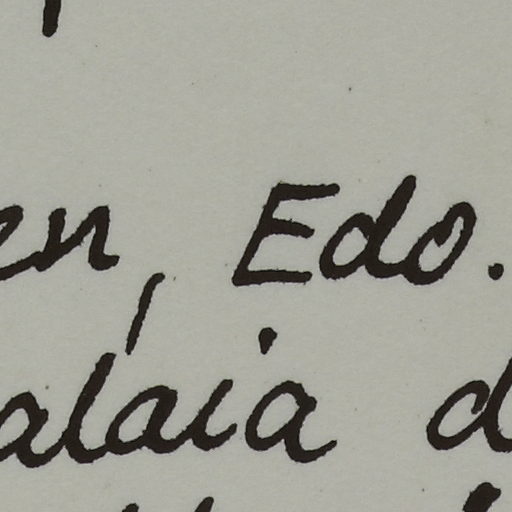 en, Edo.
alaia d